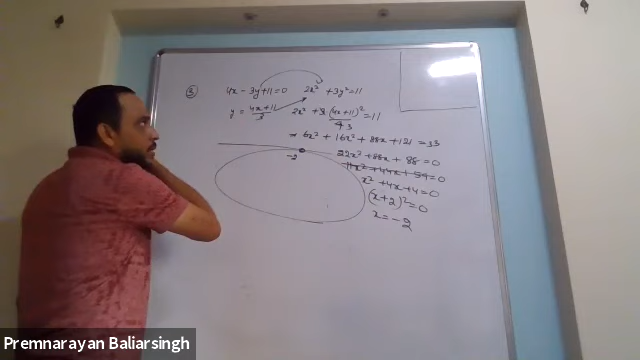 ③ 4x - 3y + 11 = 0   2x² + 3y² = 11
y = (4x + 11)/3   2x² + 3(4x + 11)²/9 3 = 11
⇒ 6x² + 16x² + 88x + 121 = 33
22x² + 88x + 88 = 0
x² + 4x + 4 = 0
-2
(x + 2)² = 0
x = -2
Premnarayan Baliarsingh